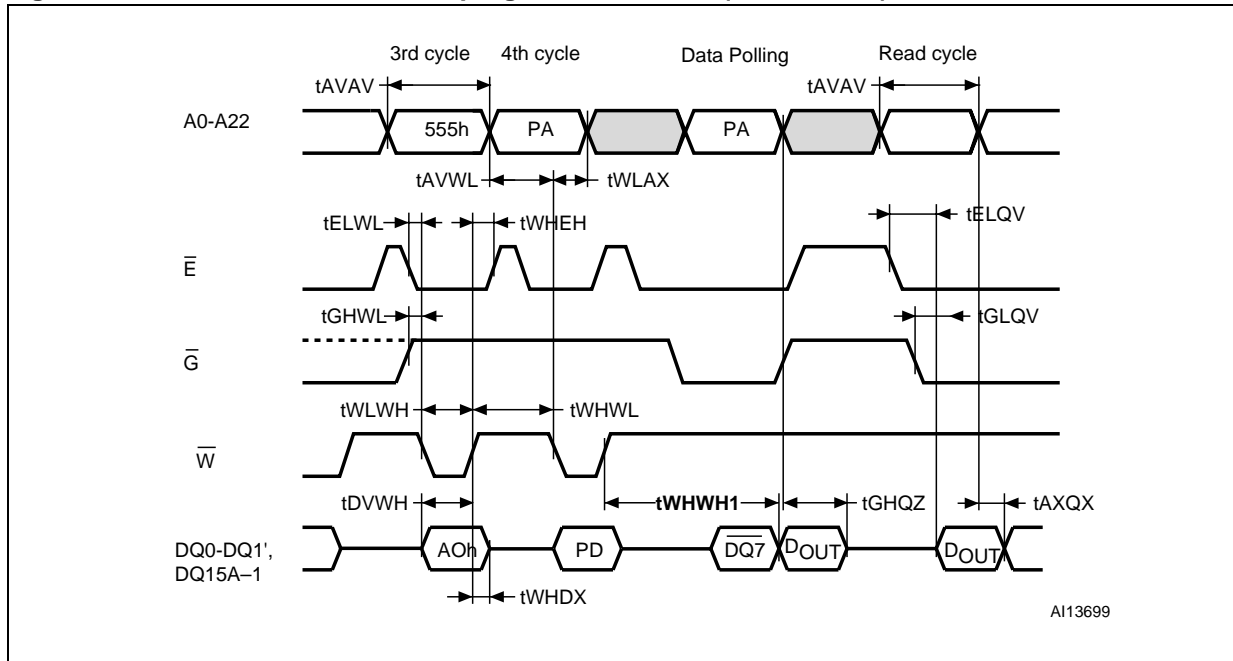 3rd cycle 4th cycle Data Polling Read cycle
tAVAV tAVAV
A0-A22 555h PA PA
tAVWL tWLAX
tELWL tWHEH tELQV
E
tGHWL tGLQV
G
tWLWH tWHWL
W
tDVWH tWHWH1 tGHQZ tAXQX
DQ0-DQ1', AOh PD DQ7 DOUT DOUT
DQ15A–1
tWHDX
AI13699